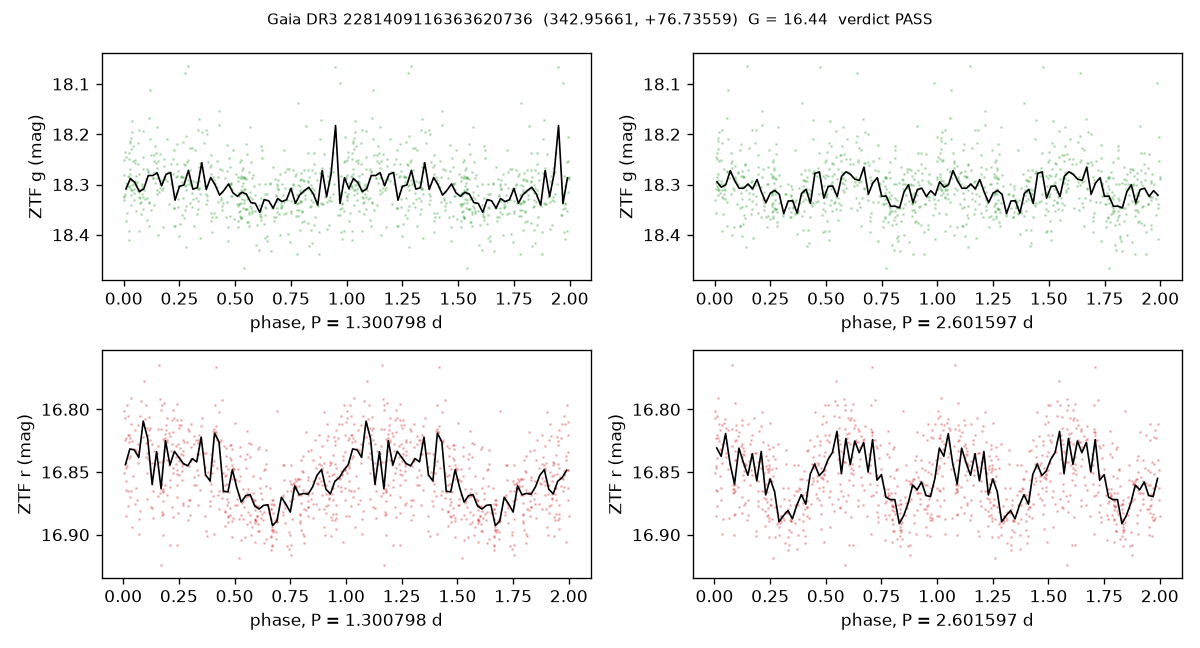 Gaia DR3 2281409116363620736 (342.95661, +76.73559) G = 16.44 verdict PASS
ZTF g (mag)
18.1
18.2
18.3
18.4
0.00 0.25 0.50 0.75 1.00 1.25 1.50 1.75 2.00
phase, P = 1.300798 d
ZTF g (mag)
18.1
18.2
18.3
18.4
0.00 0.25 0.50 0.75 1.00 1.25 1.50 1.75 2.00
phase, P = 2.601597 d
ZTF r (mag)
16.80
16.85
16.90
0.00 0.25 0.50 0.75 1.00 1.25 1.50 1.75 2.00
phase, P = 1.300798 d
ZTF r (mag)
16.80
16.85
16.90
0.00 0.25 0.50 0.75 1.00 1.25 1.50 1.75 2.00
phase, P = 2.601597 d